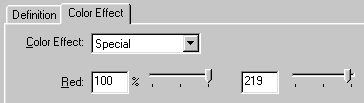 Definition Color Effect
Color Effect: Special
Red: 100 % 219